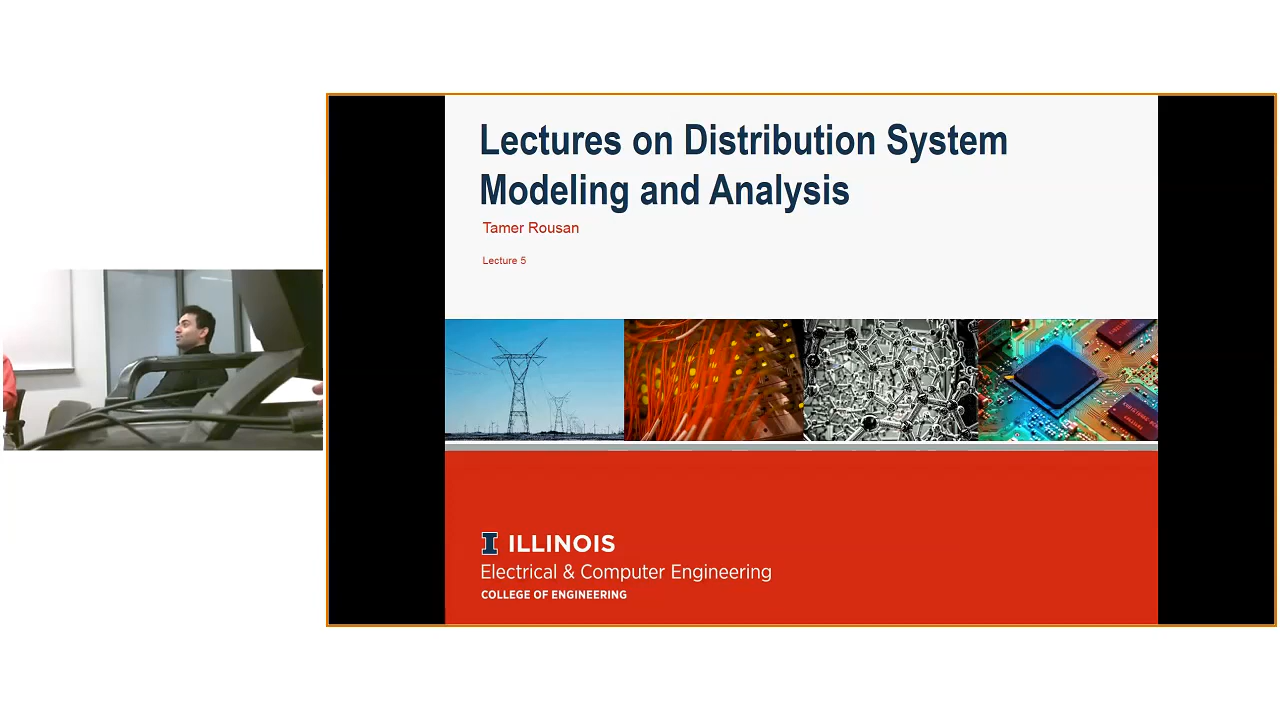 Lectures on Distribution System
Modeling and Analysis
Tamer Rousan
Lecture 5
I ILLINOIS
Electrical & Computer Engineering
COLLEGE OF ENGINEERING